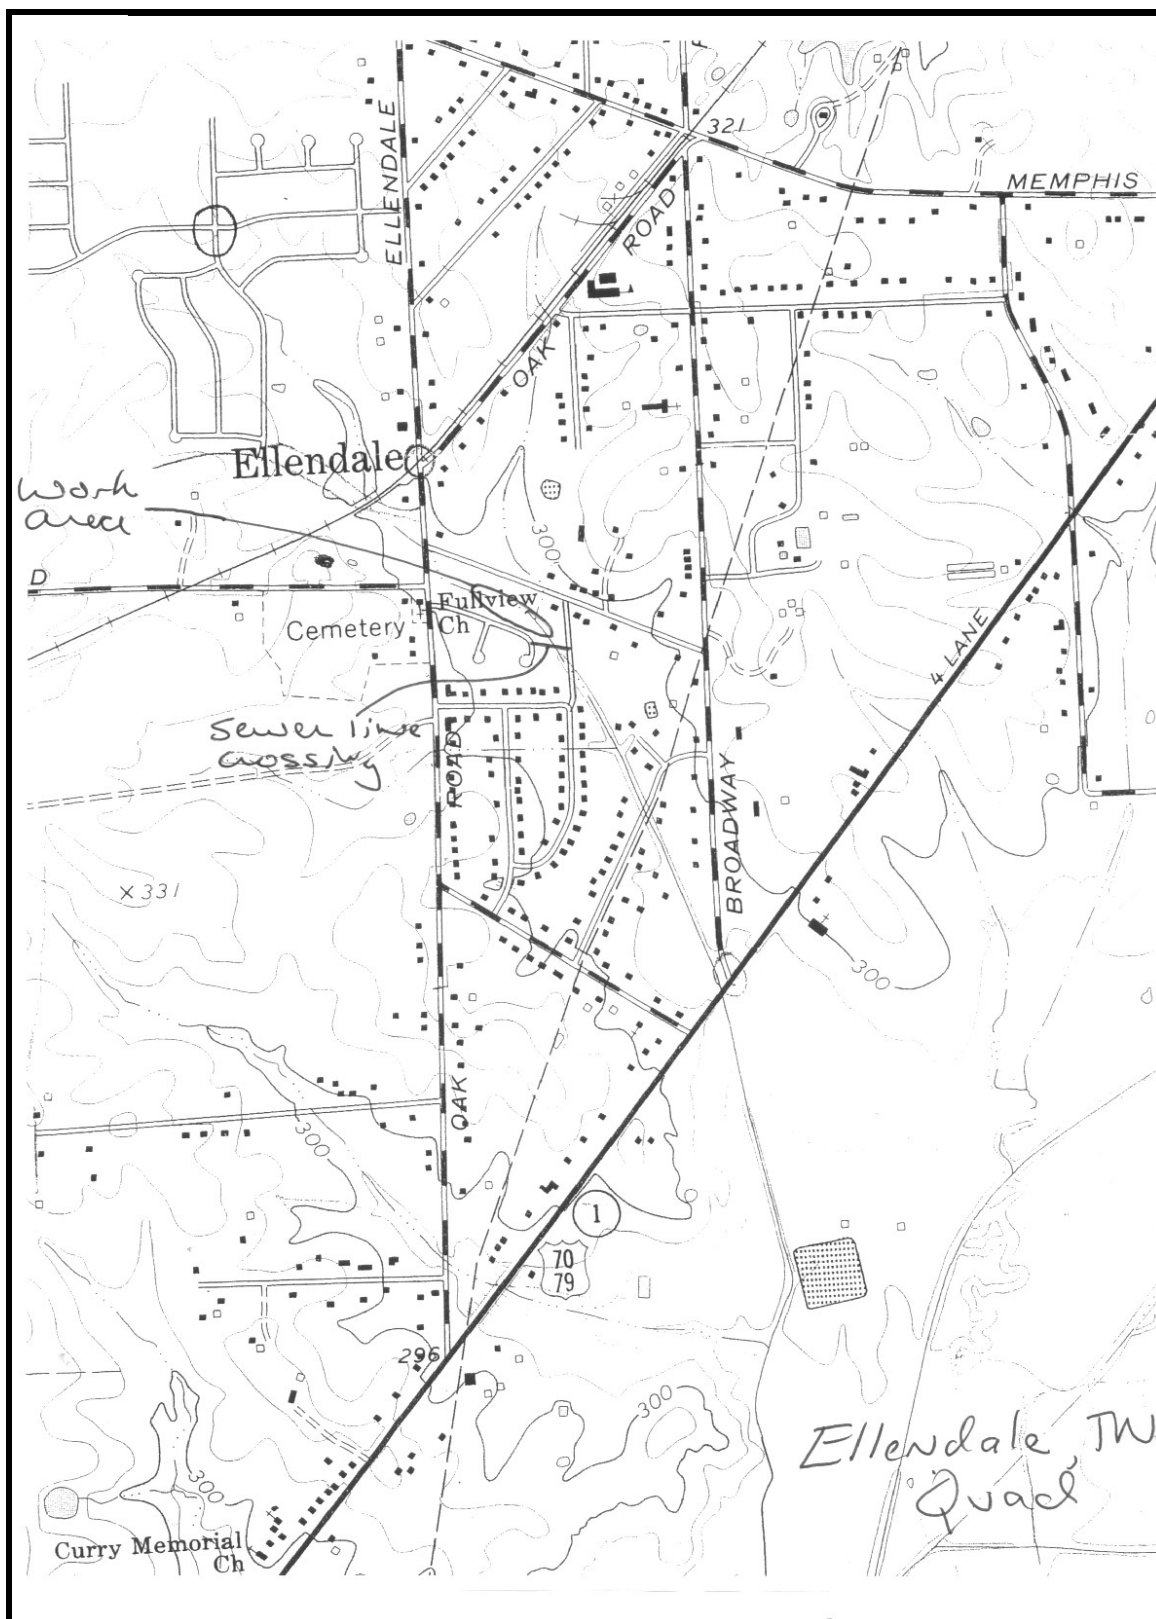 321
ELLENDALE
ROAD
MEMPHIS
OAK
Ellendale
work
area
300
D
Fullview
Ch
Cemetery
4 LANE
sewer line
crossing
ROAD
BROADWAY
×331
300
OAK
300
1
70
79
296
300
Ellendale, TN
Quad
300
Curry Memorial
Ch